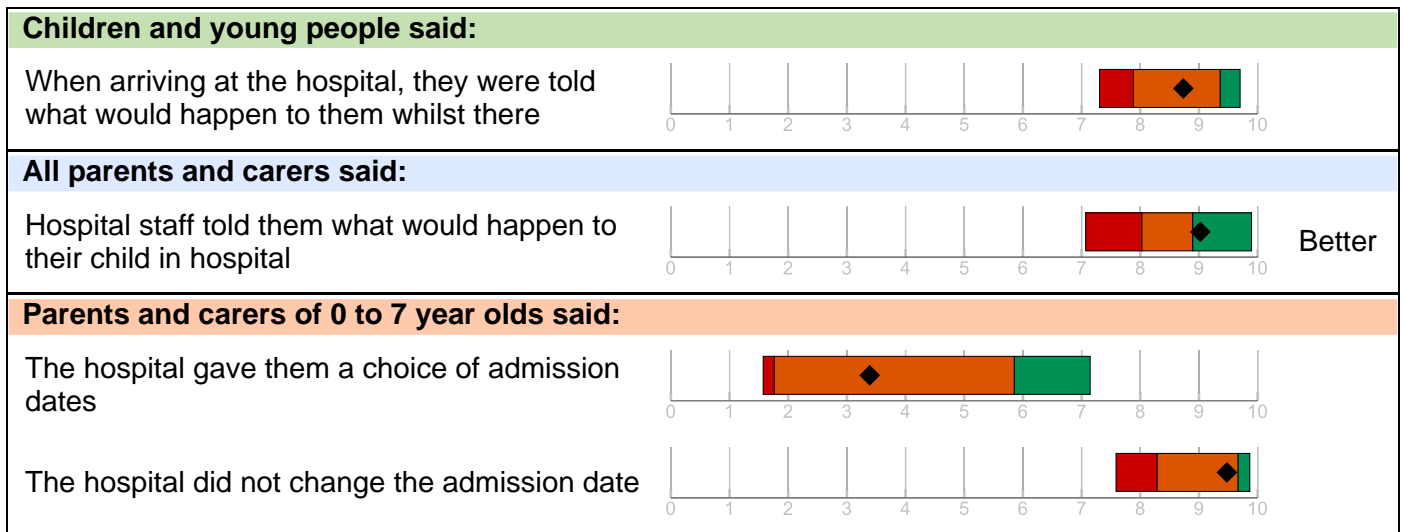 Children and young people said:
When arriving at the hospital, they were told
what would happen to them whilst there
0 1 2 3 4 5 6 7 8 9 10
All parents and carers said:
Hospital staff told them what would happen to
their child in hospital
0 1 2 3 4 5 6 7 8 9 10
Better
Parents and carers of 0 to 7 year olds said:
The hospital gave them a choice of admission
dates
0 1 2 3 4 5 6 7 8 9 10
The hospital did not change the admission date
0 1 2 3 4 5 6 7 8 9 10